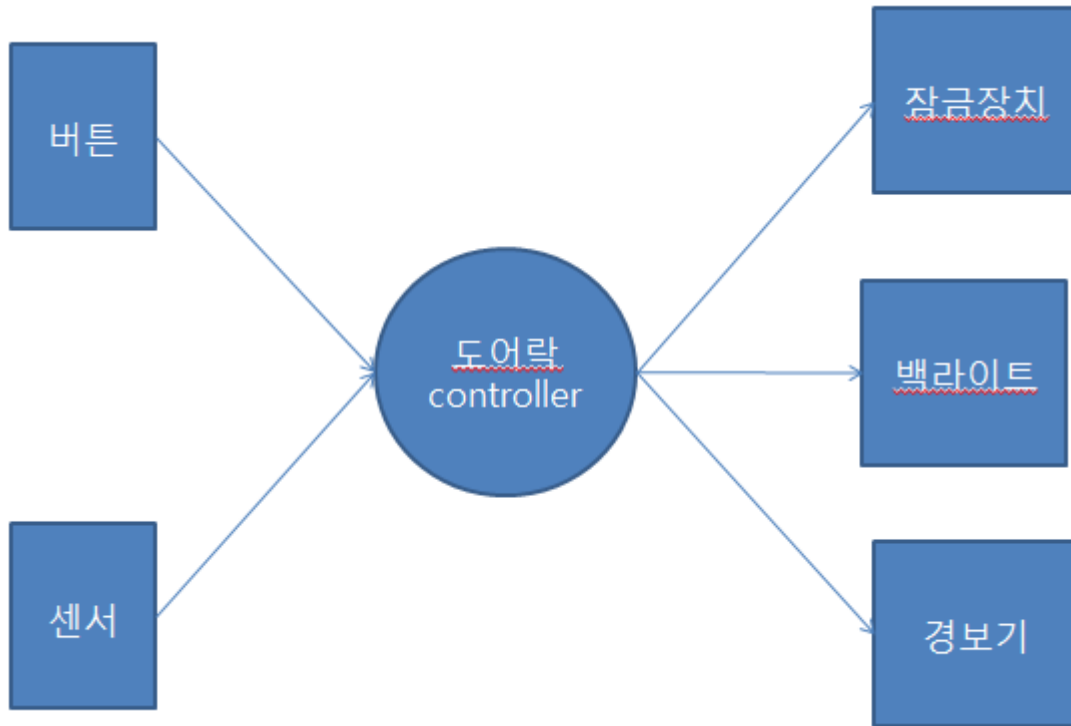 버튼
센서
도어락
controller
잠금장치
백라이트
경보기